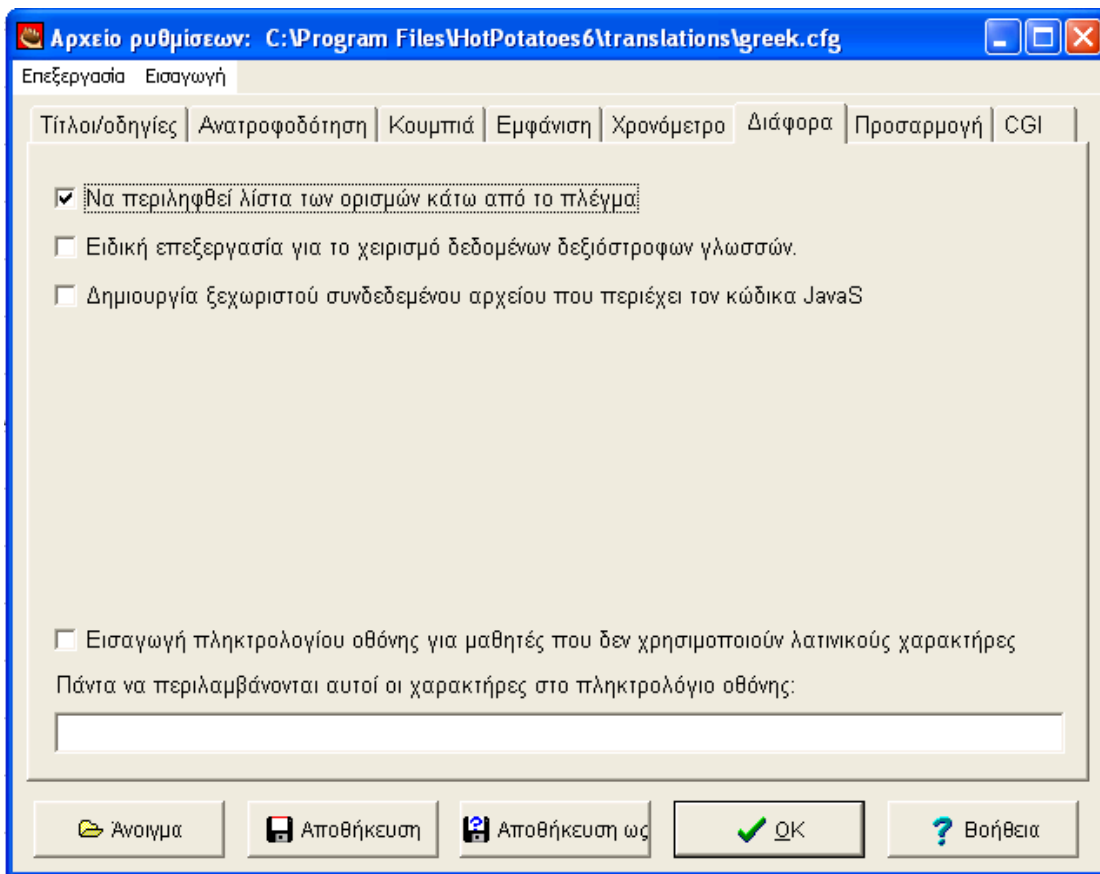 Αρχείο ρυθμίσεων: C:\Program Files\HotPotatoes6\translations\greek.cfg
Επεξεργασία Εισαγωγή
Τίτλοι/οδηγίες Ανατροφοδότηση Κουμπιά Εμφάνιση Χρονόμετρο Διάφορα Προσαρμογή CGI
Να περιληφθεί λίστα των ορισμών κάτω από το πλέγμα
Ειδική επεξεργασία για το χειρισμό δεδομένων δεξιόστροφων γλωσσών.
Δημιουργία ξεχωριστού συνδεδεμένου αρχείου που περιέχει τον κώδικα JavaS
Εισαγωγή πληκτρολογίου οθόνης για μαθητές που δεν χρησιμοποιούν λατινικούς χαρακτήρες
Πάντα να περιλαμβάνονται αυτοί οι χαρακτήρες στο πληκτρολόγιο οθόνης:
Άνοιγμα Αποθήκευση Αποθήκευση ως OK Βοήθεια